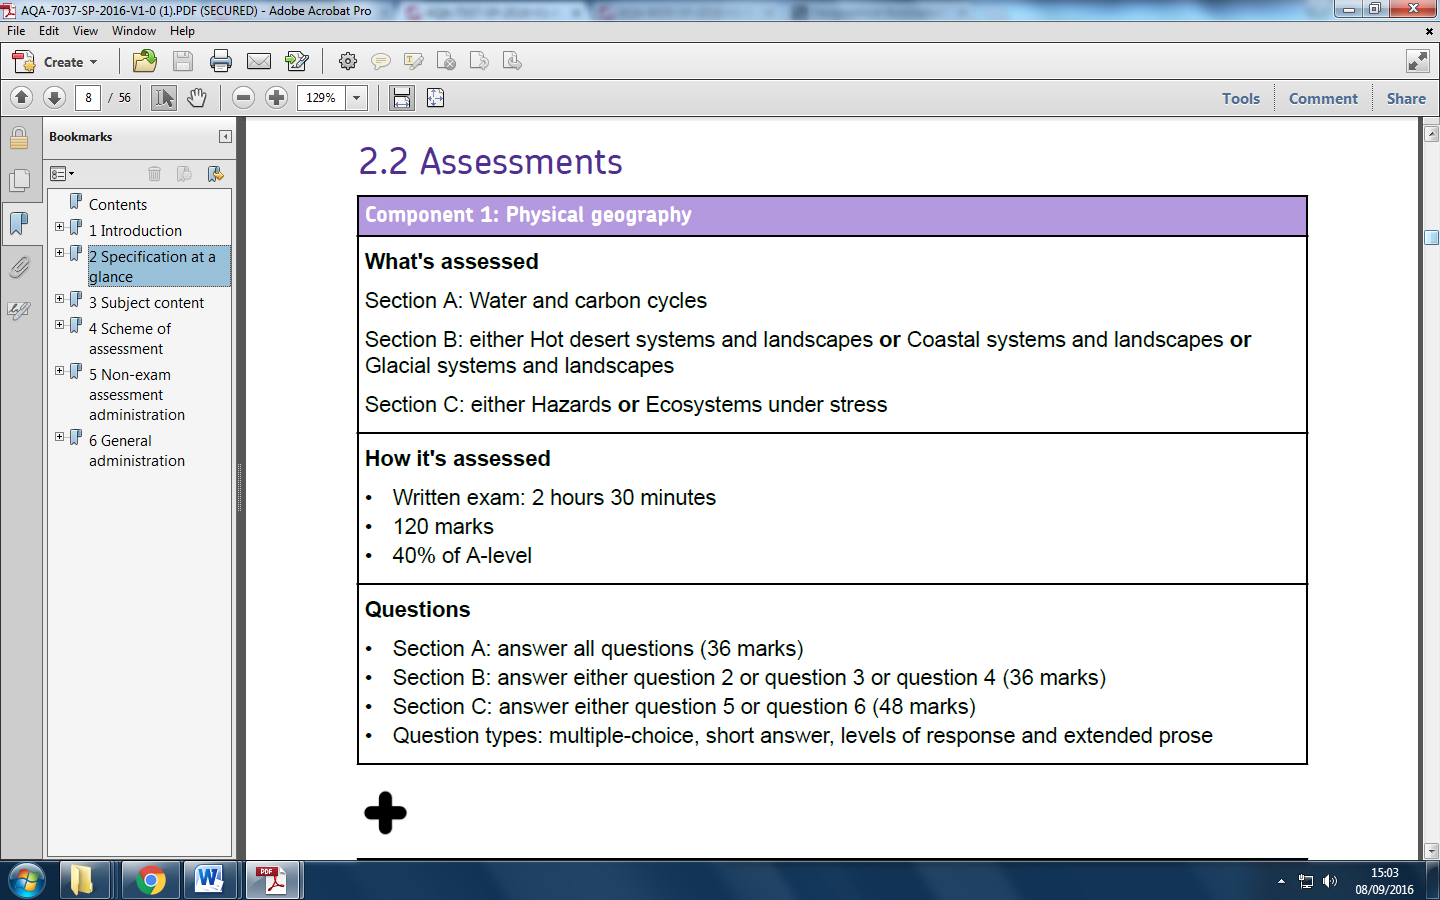 AQA-7037-SP-2016-V1-0 (1).PDF (SECURED) - Adobe Acrobat Pro
File Edit View Window Help
Create
8 / 56
129%
Tools Comment Share
Bookmarks
Contents
1 Introduction
2 Specification at a
glance
3 Subject content
4 Scheme of
assessment
5 Non-exam
assessment
administration
6 General
administration
2.2 Assessments
Component 1: Physical geography
What's assessed
Section A: Water and carbon cycles
Section B: either Hot desert systems and landscapes or Coastal systems and landscapes or
Glacial systems and landscapes
Section C: either Hazards or Ecosystems under stress
How it's assessed
• Written exam: 2 hours 30 minutes
• 120 marks
• 40% of A-level
Questions
• Section A: answer all questions (36 marks)
• Section B: answer either question 2 or question 3 or question 4 (36 marks)
• Section C: answer either question 5 or question 6 (48 marks)
• Question types: multiple-choice, short answer, levels of response and extended prose
PDF
15:03
08/09/2016